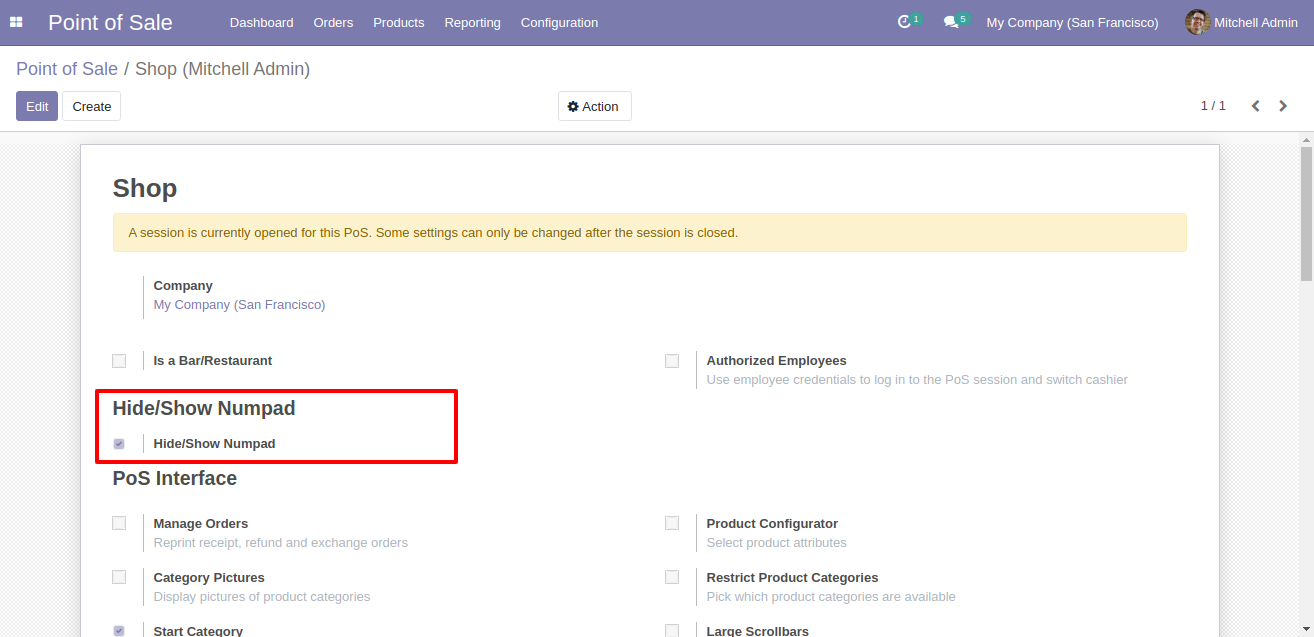 Point of Sale Dashboard Orders Products Reporting Configuration 1 5 My Company (San Francisco) Mitchell Admin
Point of Sale / Shop (Mitchell Admin)
Edit Create Action 1 / 1
Shop
A session is currently opened for this PoS. Some settings can only be changed after the session is closed.
Company
My Company (San Francisco)
Is a Bar/Restaurant
Authorized Employees
Use employee credentials to log in to the PoS session and switch cashier
Hide/Show Numpad
Hide/Show Numpad
PoS Interface
Manage Orders
Reprint receipt, refund and exchange orders
Product Configurator
Select product attributes
Category Pictures
Display pictures of product categories
Restrict Product Categories
Pick which product categories are available
Start Category
Large Scrollbars